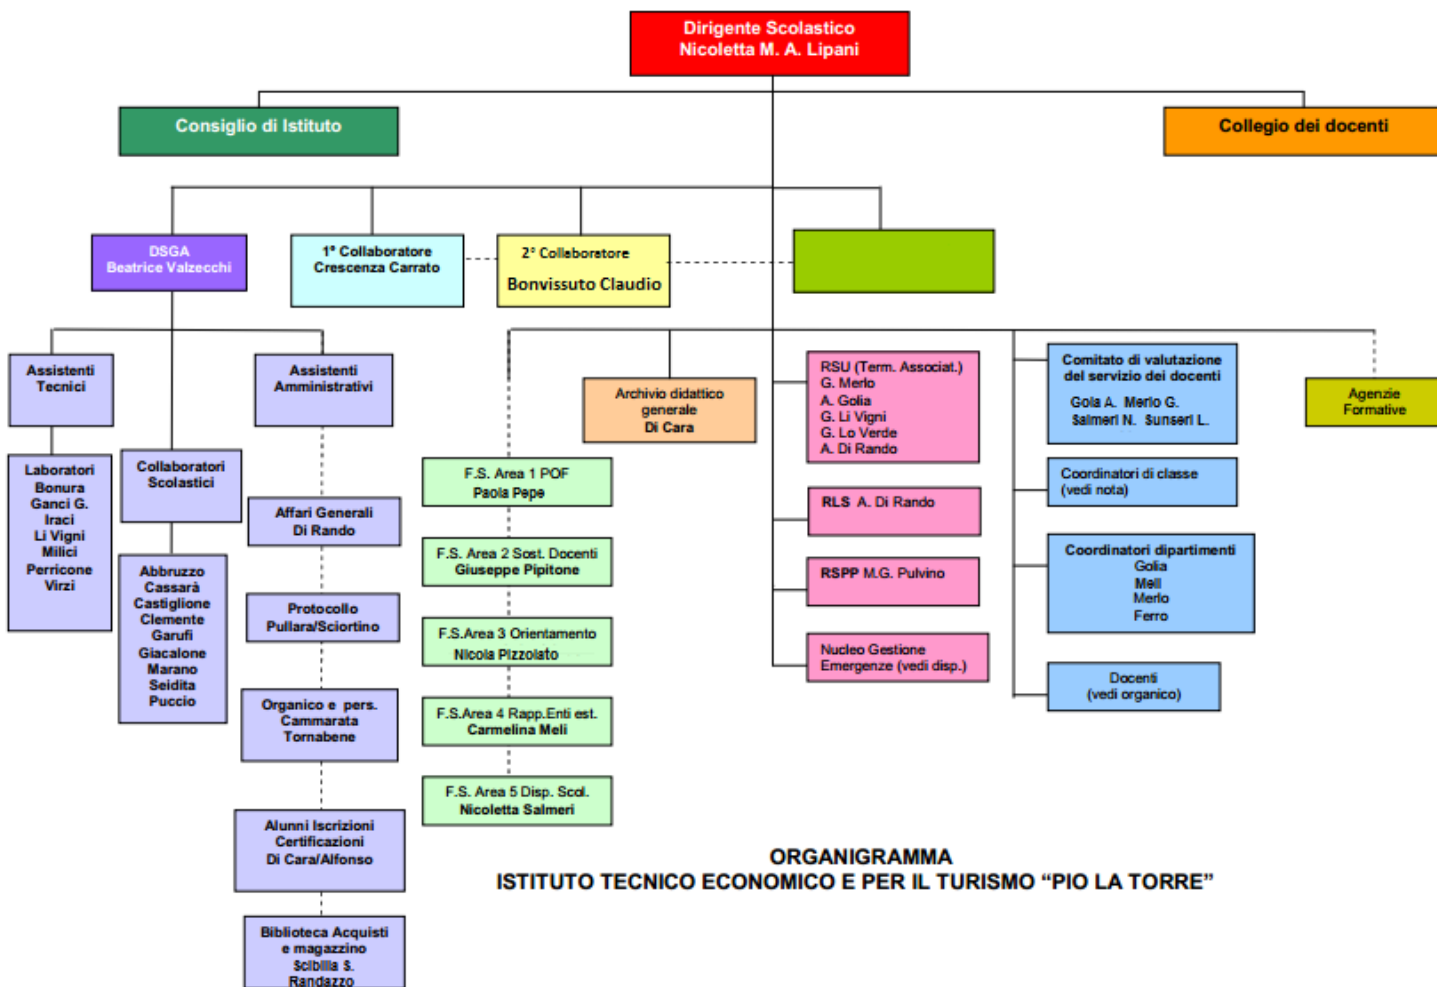 Dirigente Scolastico
Nicoletta M. A. Lipani
Consiglio di Istituto
Collegio dei docenti
DSGA
Beatrice Valzecchi
1° Collaboratore
Crescenza Carrato
2° Collaboratore
Bonvissuto Claudio
Assistenti
Tecnici
Assistenti
Amministrativi
Laboratori
Bonura
Ganci G.
Iraci
Li Vigni
Milici
Perricone
Virzi
Collaboratori
Scolastici
Abbruzzo
Cassarà
Castiglione
Clemente
Garufi
Giacalone
Marano
Seidita
Puccio
Affari Generali
Di Rando
Protocollo
Pullara/Sciortino
Organico e pers.
Cammarata
Tornabene
Alunni Iscrizioni
Certificazioni
Di Cara/Alfonso
Biblioteca Acquisti
e magazzino
Scibilia S.
Randazzo
F.S. Area 1 POF
Paola Pepe
F.S. Area 2 Sost. Docenti
Giuseppe Pipitone
F.S.Area 3 Orientamento
Nicola Pizzolato
F.S.Area 4 Rapp.Enti est.
Carmelina Meli
F.S. Area 5 Disp. Scol.
Nicoletta Salmeri
Archivio didattico
generale
Di Cara
RSU (Term. Associat.)
G. Merlo
A. Golia
G. Li Vigni
G. Lo Verde
A. Di Rando
RLS A. Di Rando
RSPP M.G. Pulvino
Nucleo Gestione
Emergenze (vedi disp.)
Comitato di valutazione
del servizio dei docenti
Gola A. Merlo G.
Salmeri N. Sunseri L.
Coordinatori di classe
(vedi nota)
Coordinatori dipartimenti
Golia
Mell
Merlo
Ferro
Docenti
(vedi organico)
Agenzie
Formative
ORGANIGRAMMA
ISTITUTO TECNICO ECONOMICO E PER IL TURISMO “PIO LA TORRE”